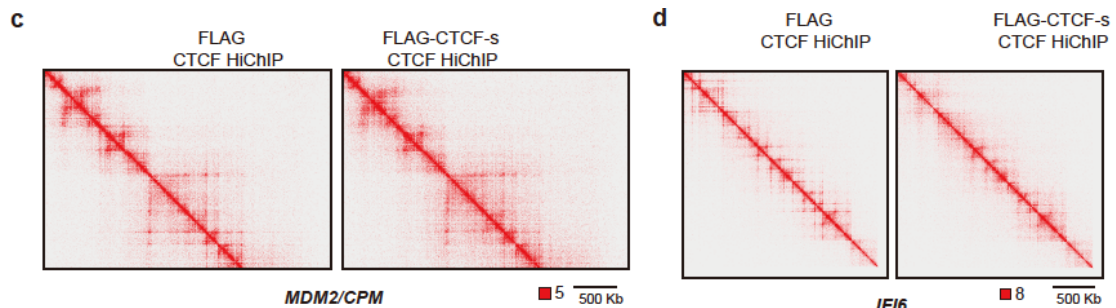 c
FLAG
CTCF HiChIP
FLAG-CTCF-s
CTCF HiChIP
MDM2/CPM
5
500 Kb
d
FLAG
CTCF HiChIP
FLAG-CTCF-s
CTCF HiChIP
IFI6
8
500 Kb